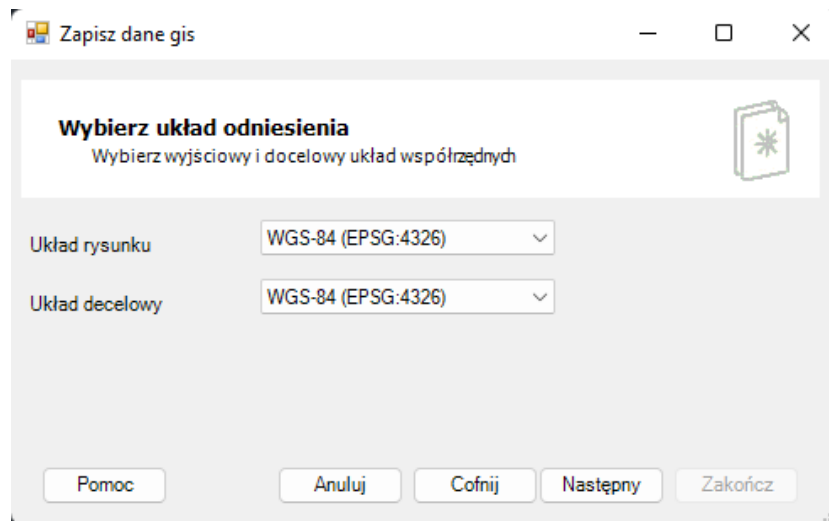 Zapisz dane gis
Wybierz układ odniesienia
Wybierz wyjściowy i docelowy układ współrzędnych
Układ rysunku WGS-84 (EPSG:4326)
Układ decelowy WGS-84 (EPSG:4326)
Pomoc Anuluj Cofnij Następny Zakończ